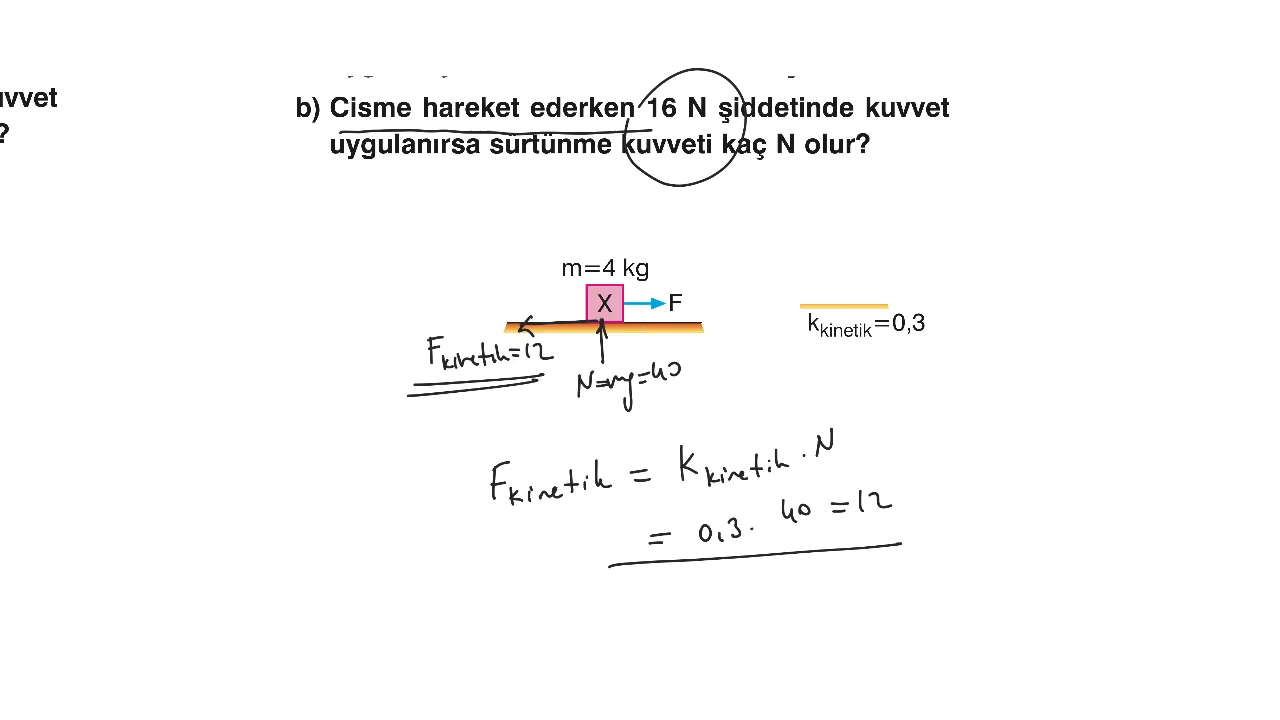 uvvet
?
b) Cisme hareket ederken 16 N şiddetinde kuvvet
uygulanırsa sürtünme kuvveti kaç N olur?
m=4 kg
X
F
kkinetik=0,3
Fkinetik=12
N=mg=40
Fkinetik = kkinetik . N
= 0,3 . 40 = 12